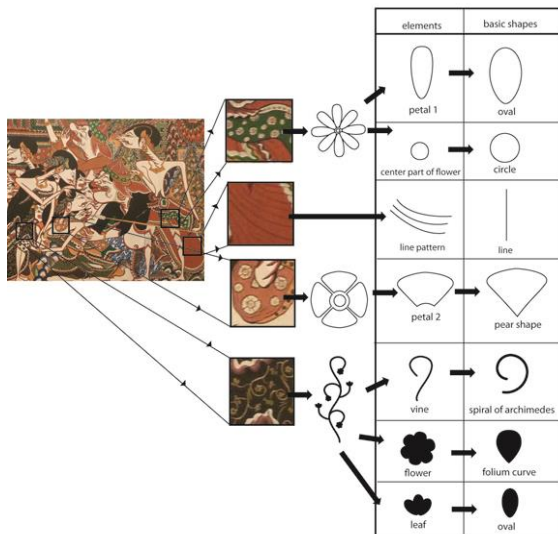 elements basic shapes
petal 1 oval
center part of flower circle
line pattern line
petal 2 pear shape
vine spiral of archimedes
flower folium curve
leaf oval